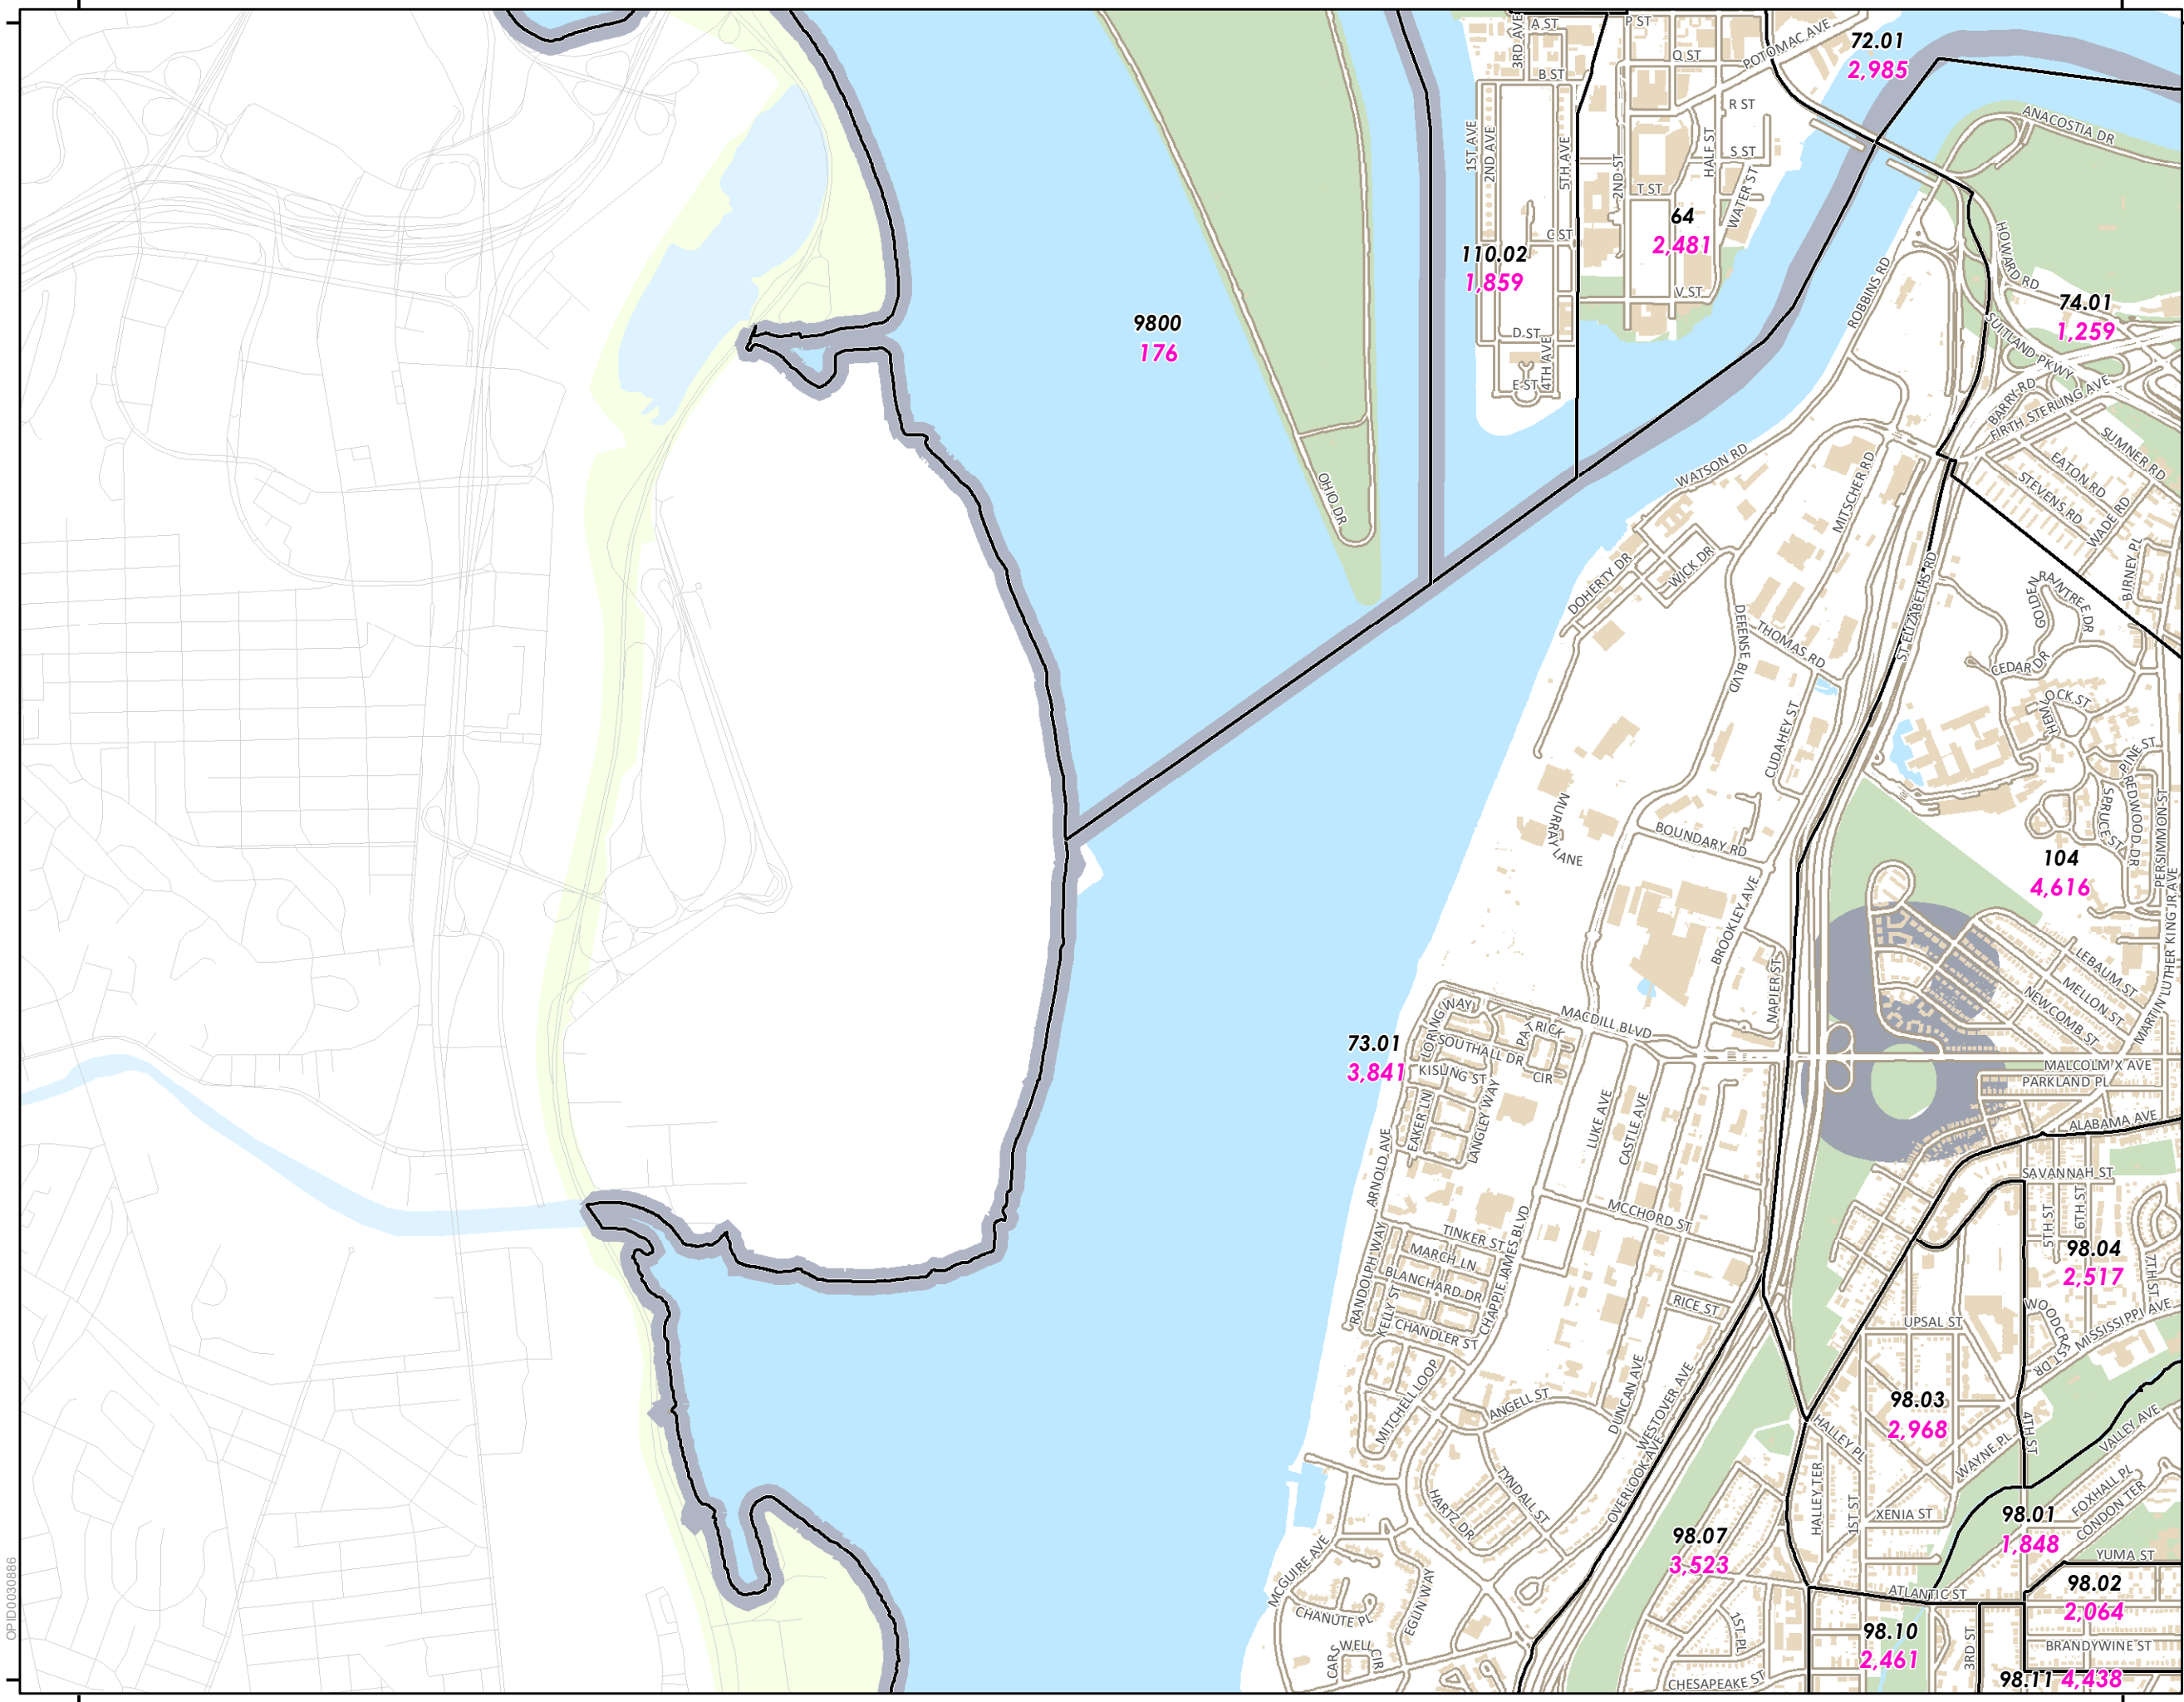 A ST
P ST
3RD AVE
Q ST
POTOMAC AVE
72.01
2,985
B ST
R ST
ANACOSTIA DR
1ST AVE
2ND AVE
5TH AVE
2ND ST
HALF ST
S ST
T ST
WATER ST
64
2,481
C ST
110.02
1,859
V ST
ROBBINS RD
HOWARD RD
74.01
1,259
9800
176
D ST
4TH AVE
E ST
SUITLAND PKWY
BARRY RD
FIRTH STERLING AVE
SUMNER RD
EATON RD
STEVENS RD
WADE RD
OHIO DR
WATSON RD
MITSCHER RD
DOHERTY DR
WICK DR
ST ELIZABETHS RD
BIRNEY PL
GOLDEN
RAINTREE DR
DEFENSE BLVD
THOMAS RD
CEDAR DR
HEMLOCK ST
CUDAHEY ST
PINE ST
REDWOOD DR
SPRUCE ST
PERSIMMON ST
MURRAY LANE
BOUNDARY RD
104
4,616
BROOKLEY AVE
NAPIER ST
LEBAUM ST
MELLON ST
NEWCOMB ST
MARTIN LUTHER KING JR AVE
LORING WAY
PATRICK
CIR
MACDILL BLVD
SOUTHALL DR
73.01
3,841
KISLING ST
MALCOLM X AVE
PARKLAND PL
EAKER LN
LANGLEY WAY
LUKE AVE
CASTLE AVE
ALABAMA AVE
ARNOLD AVE
SAVANNAH ST
MCCHORD ST
5TH ST
6TH ST
98.04
2,517
7TH ST
RANDOLPH WAY
TINKER ST
MARCH LN
BLANCHARD DR
CHAPPIE JAMES BLVD
KELLY ST
CHANDLER ST
RICE ST
UPSAL ST
WOODCREST DR
MISSISSIPPI AVE
MITCHELL LOOP
ANGELL ST
DUNCAN AVE
WESTOVER AVE
98.03
2,968
HALLEY PL
WAYNE PL
4TH ST
VALLEY AVE
OVERLOOK AVE
TYNDALL ST
HARTZ DR
HALLEY TER
1ST ST
XENIA ST
FOXHALL PL
CONDON TER
98.01
1,848
98.07
3,523
YUMA ST
MCGUIRE AVE
ATLANTIC ST
98.02
2,064
CHANUTE PL
EGLIN WAY
CARSWELL CIR
1ST PL
98.10
2,461
3RD ST
BRANDYWINE ST
CHESAPEAKE ST
98.11 4,438
OPID0030886